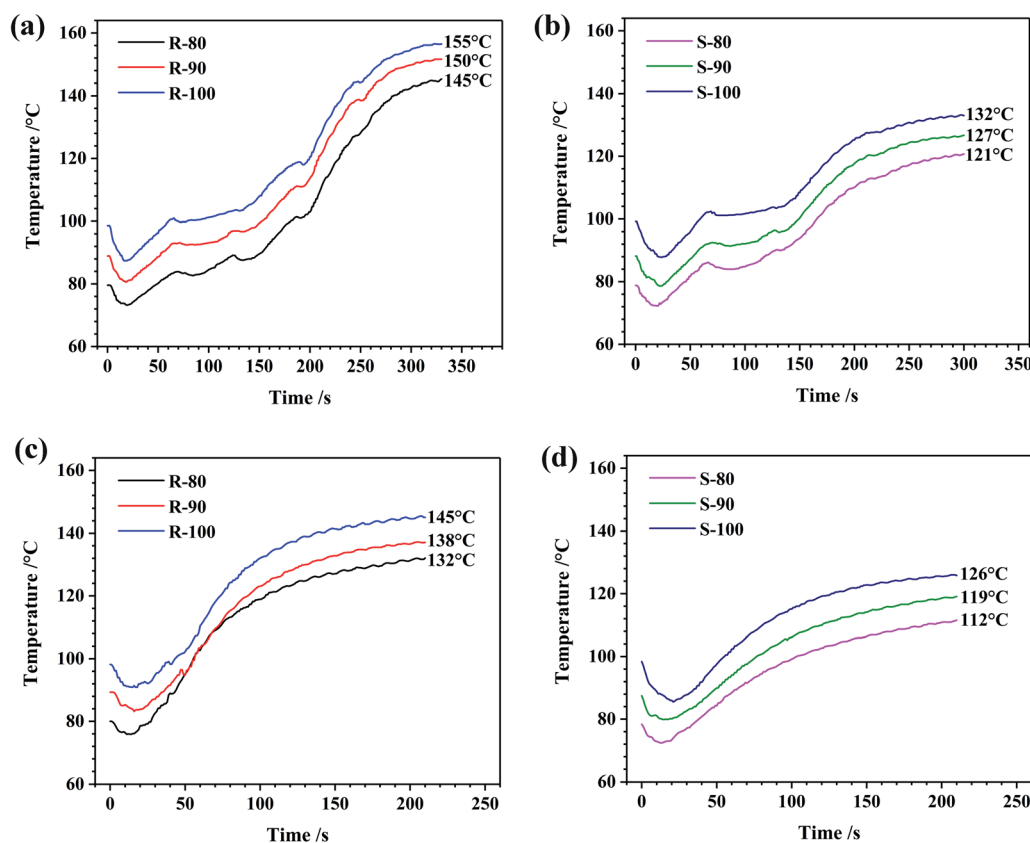 (a)
R-80
R-90
R-100
155°C
150°C
145°C
Temperature /°C
160
140
120
100
80
60
0 50 100 150 200 250 300 350
Time /s
(b)
S-80
S-90
S-100
132°C
127°C
121°C
Temperature /°C
160
140
120
100
80
60
0 50 100 150 200 250 300 350
Time /s
(c)
R-80
R-90
R-100
145°C
138°C
132°C
Temperature /°C
160
140
120
100
80
60
0 50 100 150 200 250
Time /s
(d)
S-80
S-90
S-100
126°C
119°C
112°C
Temperature /°C
160
140
120
100
80
60
0 50 100 150 200 250
Time /s